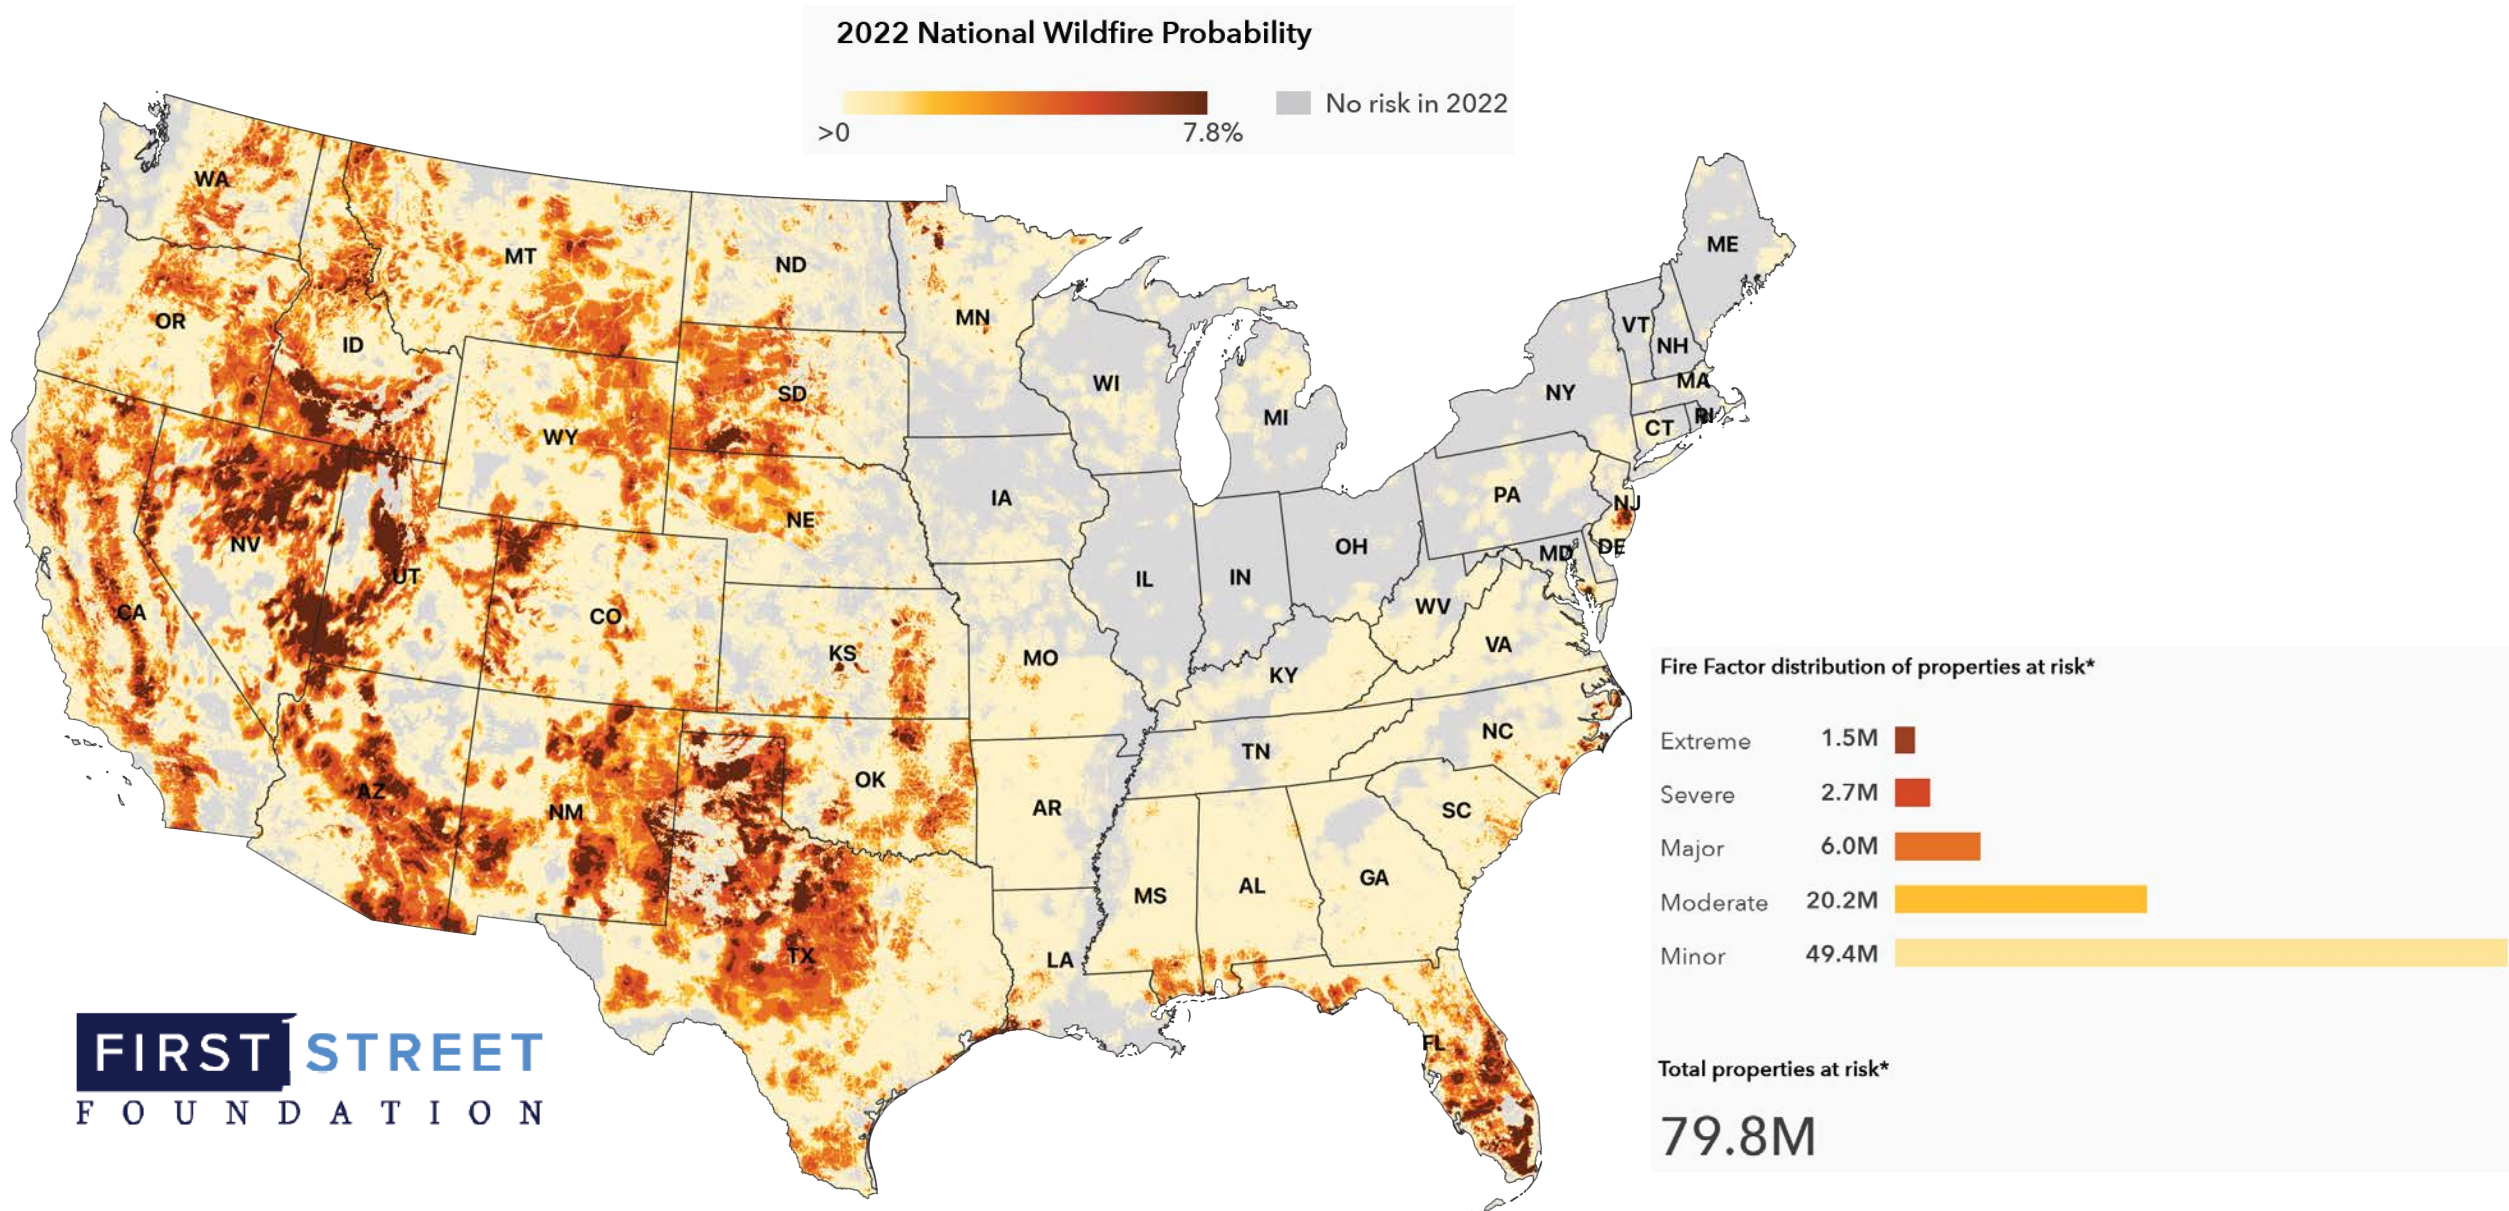 2022 National Wildfire Probability
>0
7.8%
No risk in 2022
WA
OR
CA
ID
NV
MT
WY
UT
AZ
CO
NM
ND
SD
NE
KS
OK
TX
MN
IA
MO
AR
LA
WI
IL
MI
IN
OH
KY
TN
MS
AL
GA
FL
SC
NC
VA
WV
PA
NY
VT
NH
ME
MA
RI
CT
NJ
DE
MD
Fire Factor distribution of properties at risk*
Extreme 1.5M
Severe 2.7M
Major 6.0M
Moderate 20.2M
Minor 49.4M
Total properties at risk*
79.8M
FIRST STREET
FOUNDATION